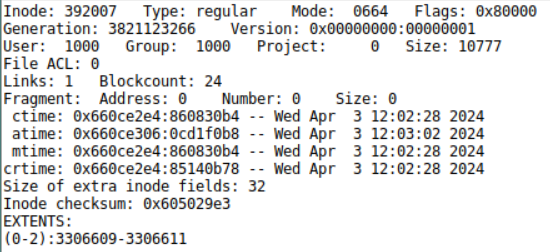 Inode: 392007   Type: regular    Mode:  0664   Flags: 0x80000
Generation: 3821123266    Version: 0x00000000:00000001
User:  1000   Group:  1000   Project:     0   Size: 10777
File ACL: 0
Links: 1   Blockcount: 24
Fragment:  Address: 0    Number: 0    Size: 0
 ctime: 0x660ce2e4:860830b4 -- Wed Apr  3 12:02:28 2024
 atime: 0x660ce306:0cd1f0b8 -- Wed Apr  3 12:03:02 2024
 mtime: 0x660ce2e4:860830b4 -- Wed Apr  3 12:02:28 2024
crtime: 0x660ce2e4:85140b78 -- Wed Apr  3 12:02:28 2024
Size of extra inode fields: 32
Inode checksum: 0x605029e3
EXTENTS:
(0-2):3306609-3306611